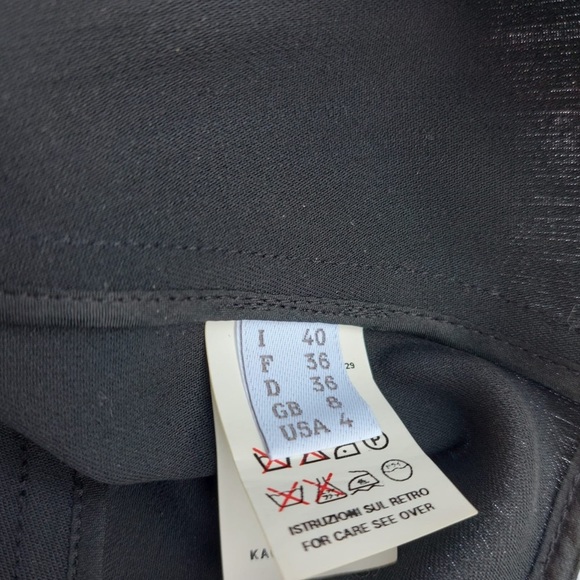 I 40
F 36
D 36
GB 8
USA 4
29
P
ISTRUZIONI SUL RETRO
FOR CARE SEE OVER